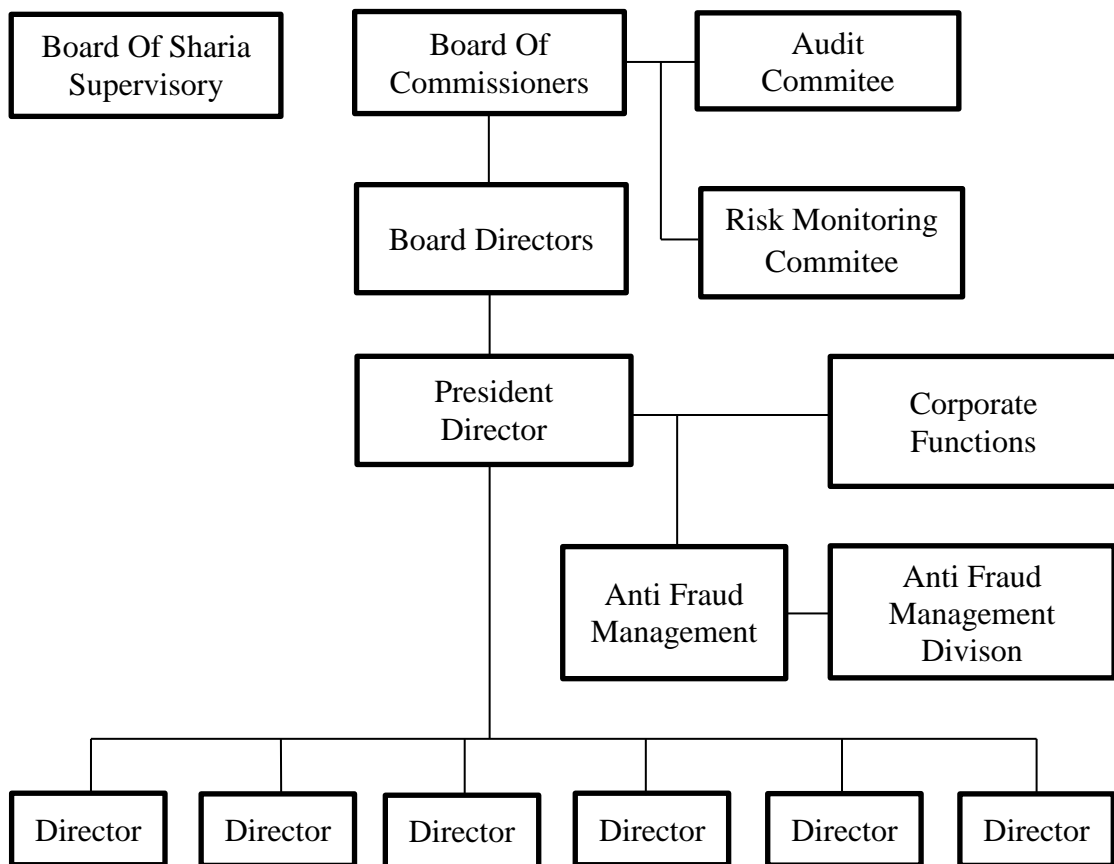 Board Of Sharia
Supervisory
Board Of
Commissioners
Audit
Commitee
Board Directors
Risk Monitoring
Commitee
President
Director
Corporate
Functions
Anti Fraud
Management
Anti Fraud
Management
Divison
Director
Director
Director
Director
Director
Director